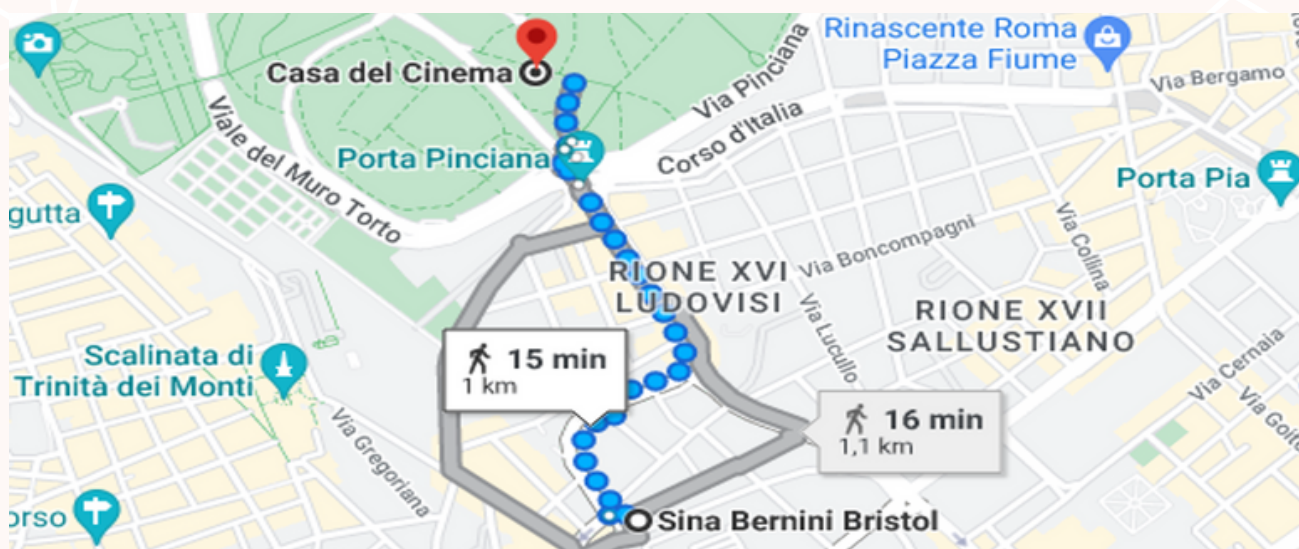 Rinascente Roma
Piazza Fiume
Casa del Cinema
Via Pinciana
Via Bergamo
Viale del Muro Torto
Corso d'Italia
Porta Pinciana
Porta Pia
gutta
Via Boncompagni
Via Collina
RIONE XVI
LUDOVISI
Via Lucullo
RIONE XVII
SALLUSTIANO
15 min
1 km
Scalinata di
Trinità dei Monti
Via Cernaia
Via Goito
16 min
1,1 km
Via Gregoriana
orso
Sina Bernini Bristol